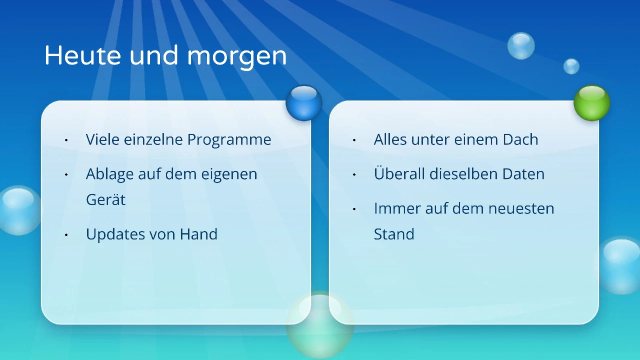 Heute und morgen
· Viele einzelne Programme
· Ablage auf dem eigenen
Gerät
· Updates von Hand
· Alles unter einem Dach
· Überall dieselben Daten
· Immer auf dem neuesten
Stand